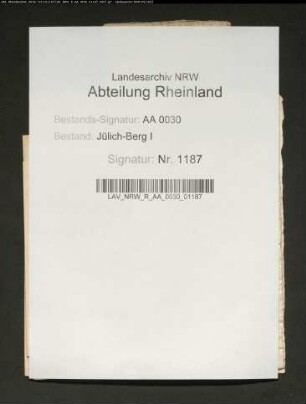 Landesarchiv NRW
Abteilung Rheinland
Bestands-Signatur: AA 0030
Bestand: Jülich-Berg I
Signatur: Nr. 1187
LAV_NRW_R_AA_0030_01187